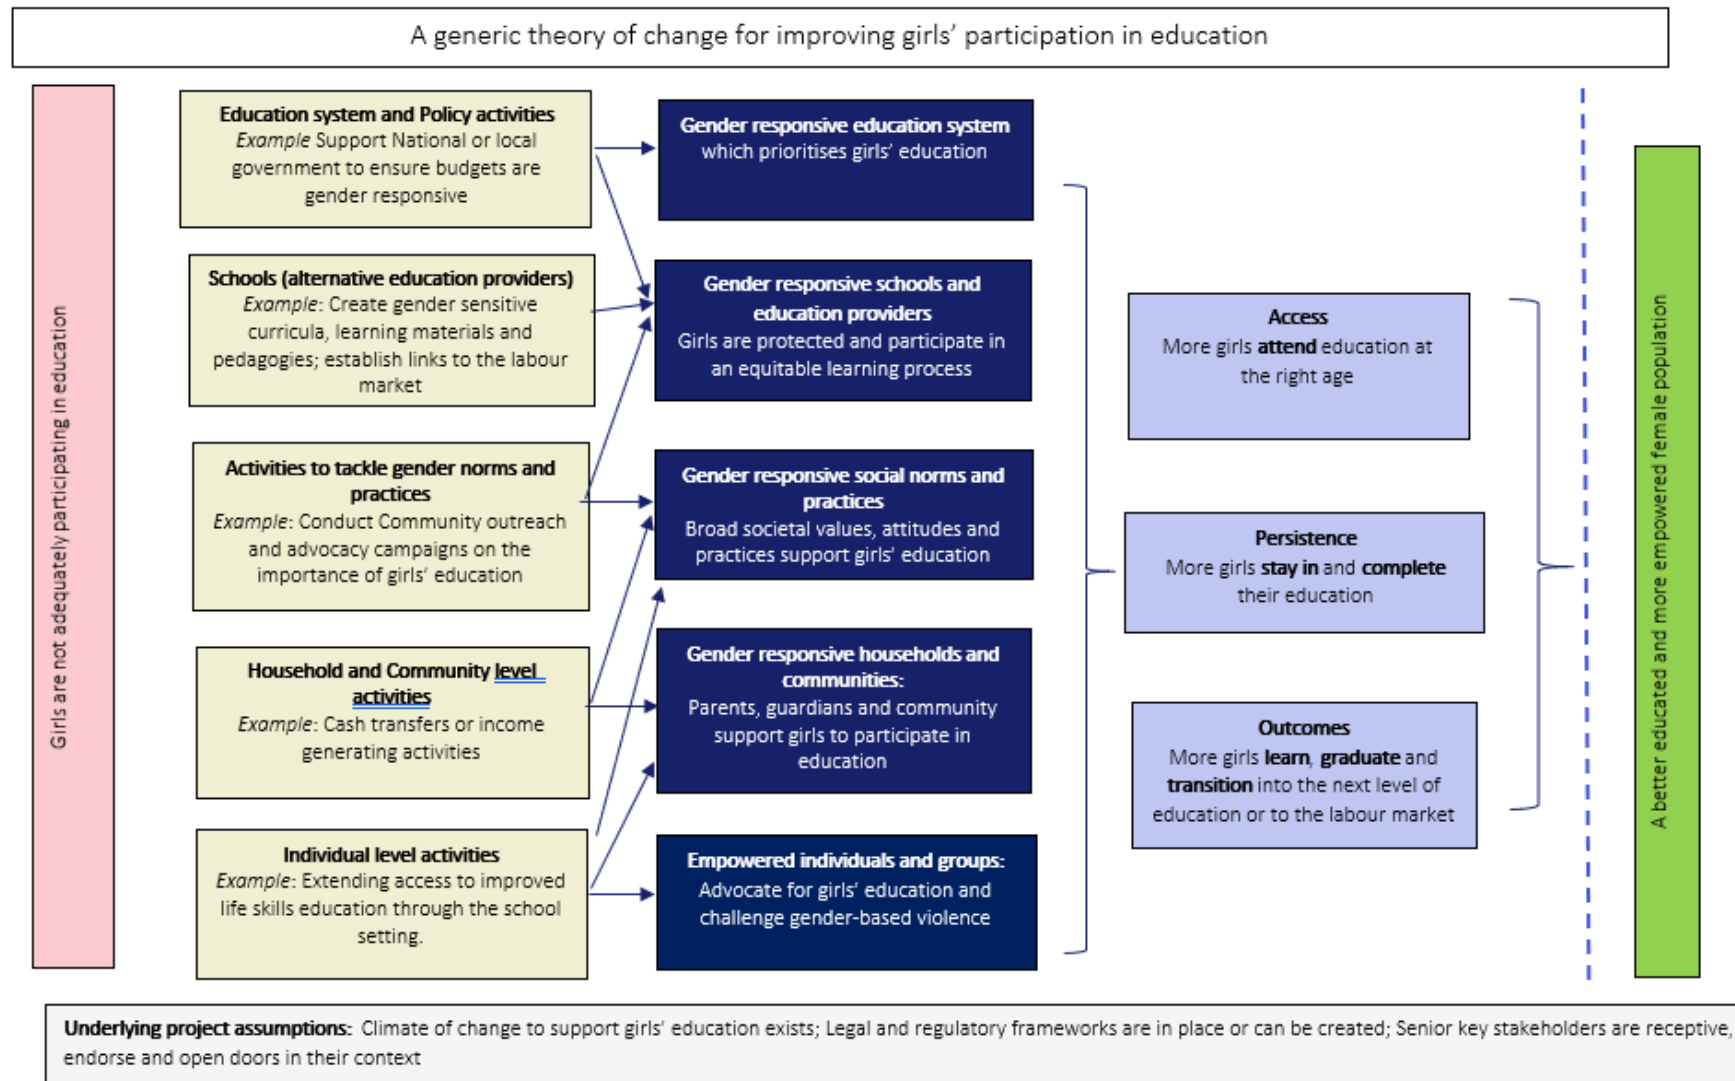 A generic theory of change for improving girls' participation in education
Girls are not adequately participating in education
Education system and Policy activities
Example Support National or local
government to ensure budgets are
gender responsive
Schools (alternative education providers)
Example: Create gender sensitive
curricula, learning materials and
pedagogies; establish links to the labour
market
Activities to tackle gender norms and
practices
Example: Conduct Community outreach
and advocacy campaigns on the
importance of girls' education
Household and Community level
activities
Example: Cash transfers or income
generating activities
Individual level activities
Example: Extending access to improved
life skills education through the school
setting.
Gender responsive education system
which prioritises girls' education
Gender responsive schools and
education providers
Girls are protected and participate in
an equitable learning process
Gender responsive social norms and
practices
Broad societal values, attitudes and
practices support girls' education
Gender responsive households and
communities:
Parents, guardians and community
support girls to participate in
education
Empowered individuals and groups:
Advocate for girls' education and
challenge gender-based violence
Access
More girls attend education at
the right age
Persistence
More girls stay in and complete
their education
Outcomes
More girls learn, graduate and
transition into the next level of
education or to the labour market
A better educated and more empowered female population
Underlying project assumptions: Climate of change to support girls' education exists; Legal and regulatory frameworks are in place or can be created; Senior key stakeholders are receptive,
endorse and open doors in their context